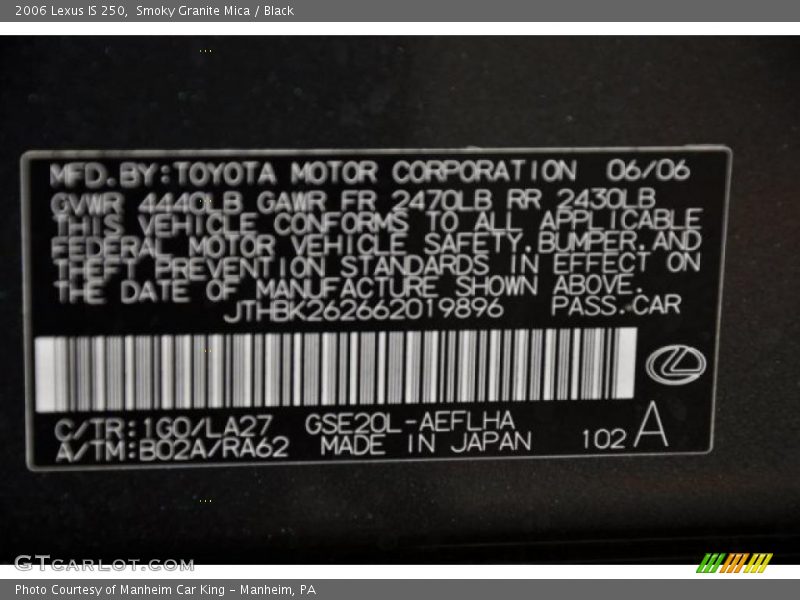 2006 Lexus IS 250, Smoky Granite Mica / Black
MFD.BY:TOYOTA MOTOR CORPORATION 06/06
GVWR 4440LB GAWR FR 2470LB RR 2430LB
THIS VEHICLE CONFORMS TO ALL APPLICABLE
FEDERAL MOTOR VEHICLE SAFETY,BUMPER,AND
THEFT PREVENTION STANDARDS IN EFFECT ON
THE DATE OF MANUFACTURE SHOWN ABOVE.
JTHBK262662019896 PASS.CAR
C/TR:1G0/LA27 GSE20L-AEFLHA
A/TM:B02A/RA62 MADE IN JAPAN 102 A
GTCARLOT.COM
Photo Courtesy of Manheim Car King - Manheim, PA